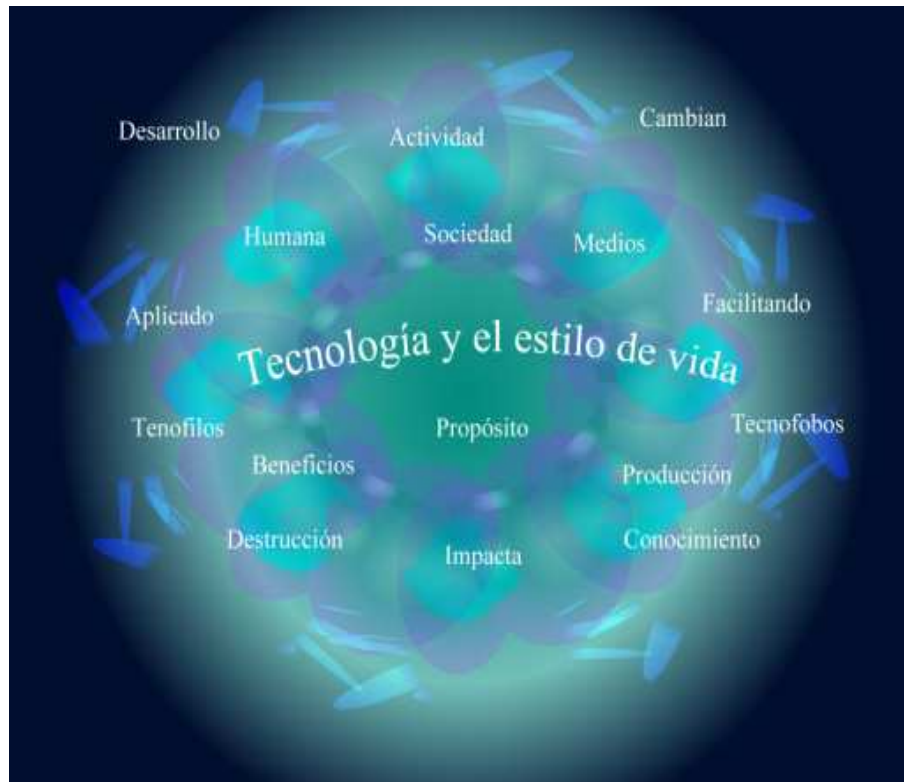 Desarrollo
Actividad
Cambian
Humana
Sociedad
Medios
Aplicado
Facilitando
Tecnología y el estilo de vida
Tenofilos
Propósito
Tecnofobos
Beneficios
Producción
Destrucción
Impacta
Conocimiento